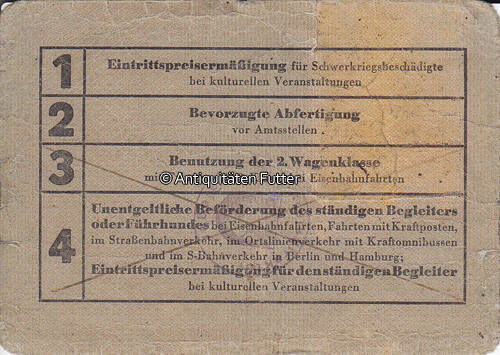 1 Eintrittspreisermäßigung für Schwerkriegsbeschädigte
bei kulturellen Veranstaltungen
2 Bevorzugte Abfertigung
vor Amtsstellen
3 Benutzung der 2. Wagenklasse
mit bei Eisenbahnfahrten
© Antiquitäten Futter
4 Unentgeltliche Beförderung des ständigen Begleiters
oder Führhundes bei Eisenbahnfahrten, Fahrten mit Kraftposten,
im Straßenbahnverkehr, im Ortslinienverkehr mit Kraftomnibussen
und im S-Bahnverkehr in Berlin und Hamburg;
Eintrittspreisermäßigung für den ständigen Begleiter
bei kulturellen Veranstaltungen